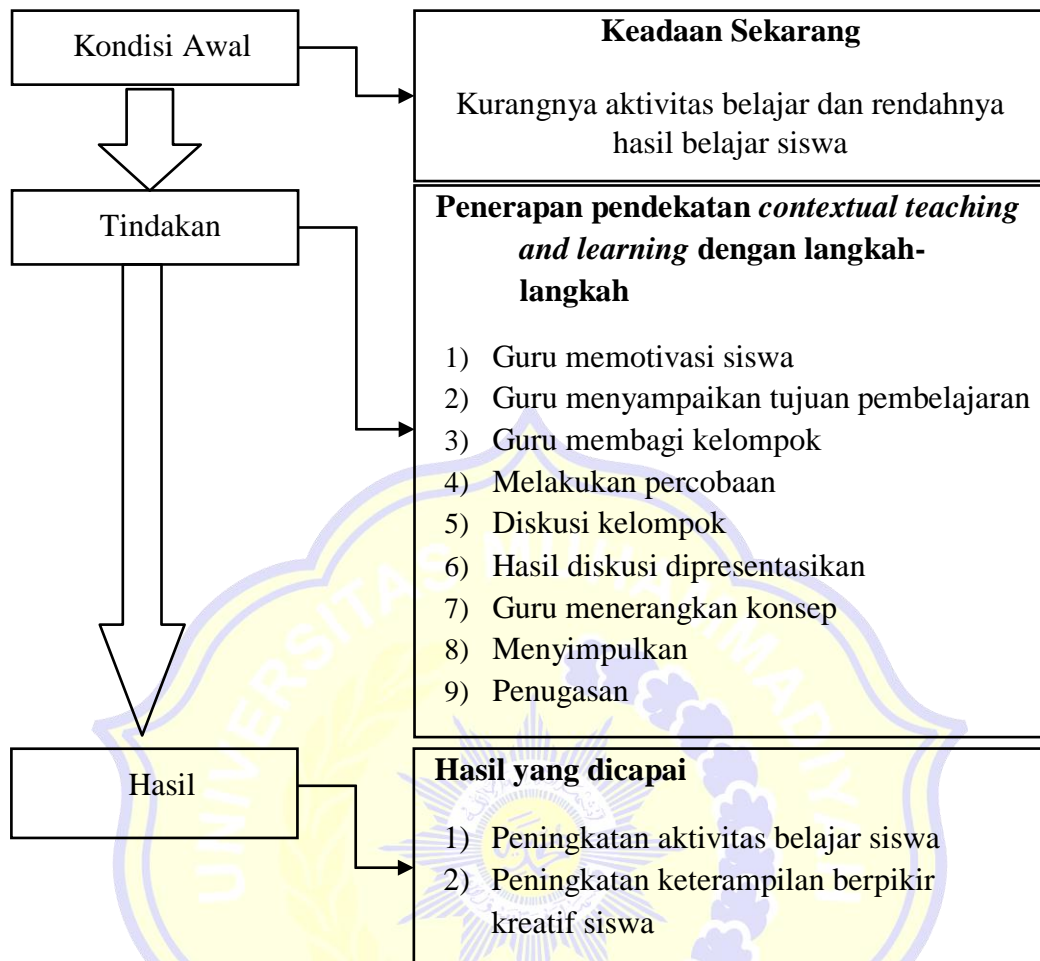 Kondisi Awal
Keadaan Sekarang
Kurangnya aktivitas belajar dan rendahnya
hasil belajar siswa
Tindakan
Penerapan pendekatan contextual teaching
and learning dengan langkah-
langkah
1) Guru memotivasi siswa
2) Guru menyampaikan tujuan pembelajaran
3) Guru membagi kelompok
4) Melakukan percobaan
5) Diskusi kelompok
6) Hasil diskusi dipresentasikan
7) Guru menerangkan konsep
8) Menyimpulkan
9) Penugasan
Hasil
Hasil yang dicapai
1) Peningkatan aktivitas belajar siswa
2) Peningkatan keterampilan berpikir
kreatif siswa
UNIVERSITAS MUHAMMADIYAH